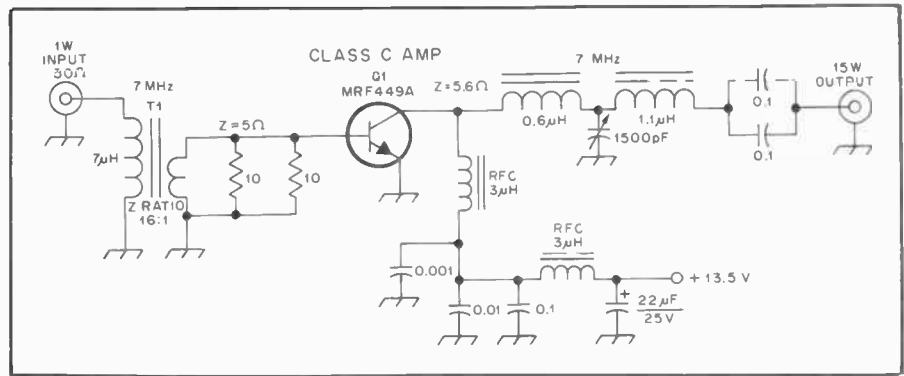 1W
INPUT
30Ω
7 MHz
T1
7µH
Z RATIO
16:1
Z=5Ω
10
10
CLASS C AMP
Q1
MRF449A
Z=5.6Ω
7 MHz
0.6µH
1.1µH
1500pF
0.1
0.1
15W
OUTPUT
RFC
3µH
0.001
0.01
0.1
RFC
3µH
+ 13.5 V
+
22µF
25V